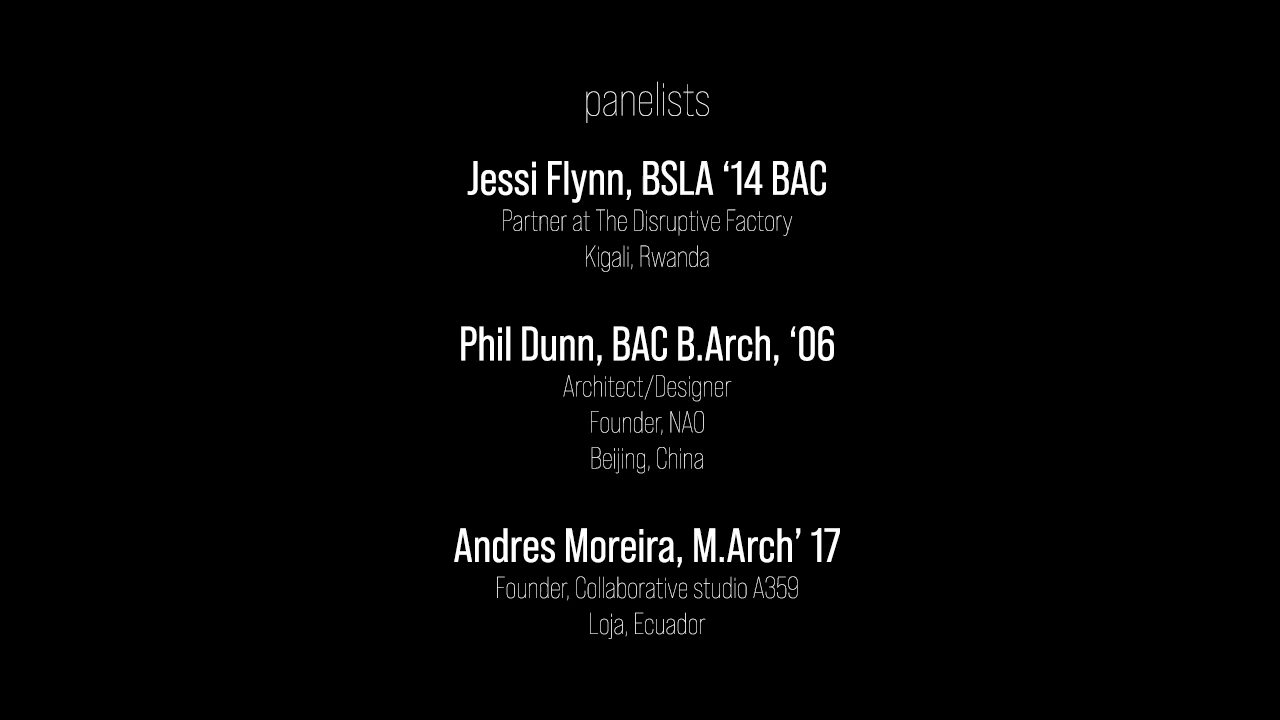 panelists
Jessi Flynn, BSLA ‘14 BAC
Partner at The Disruptive Factory
Kigali, Rwanda
Phil Dunn, BAC B.Arch, ‘06
Architect/Designer
Founder, NAO
Beijing, China
Andres Moreira, M.Arch’ 17
Founder, Collaborative studio A359
Loja, Ecuador